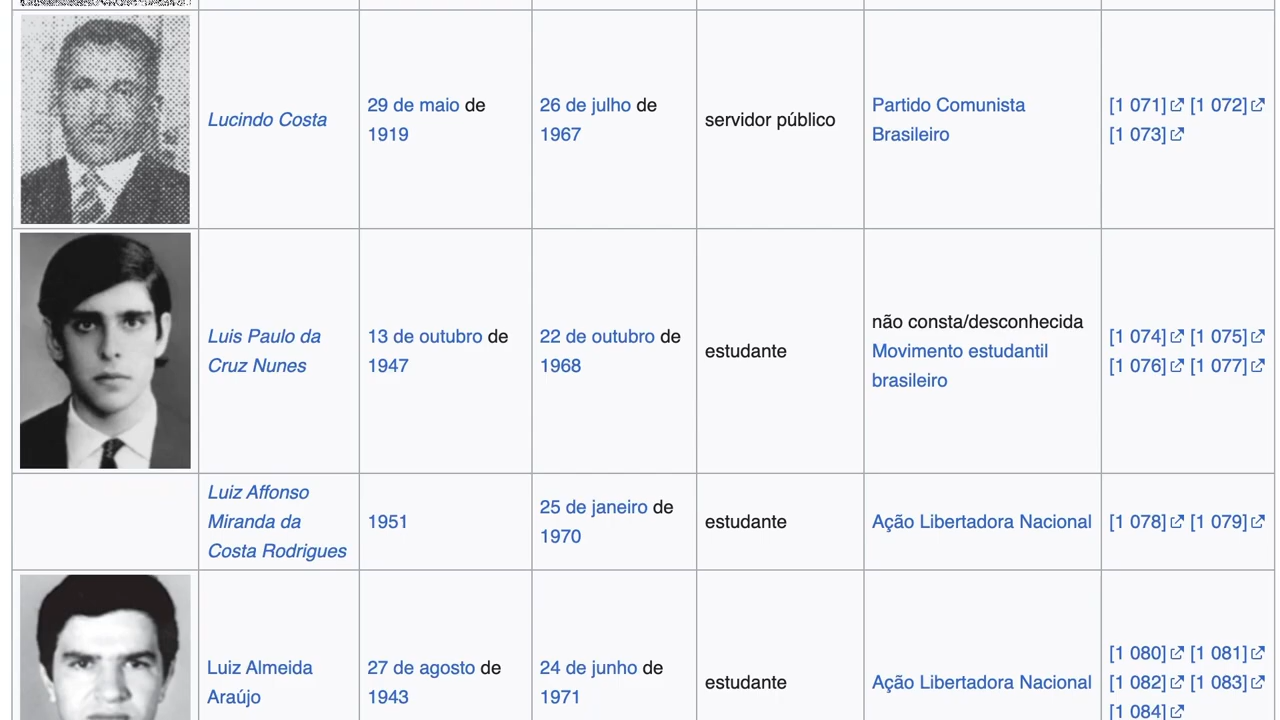 Lucindo Costa
29 de maio de
1919
26 de julho de
1967
servidor público
Partido Comunista
Brasileiro
[1 071] [1 072]
[1 073]
Luis Paulo da
Cruz Nunes
13 de outubro de
1947
22 de outubro de
1968
estudante
não consta/desconhecida
Movimento estudantil
brasileiro
[1 074] [1 075]
[1 076] [1 077]
Luiz Affonso
Miranda da
Costa Rodrigues
1951
25 de janeiro de
1970
estudante
Ação Libertadora Nacional
[1 078] [1 079]
Luiz Almeida
Araújo
27 de agosto de
1943
24 de junho de
1971
estudante
Ação Libertadora Nacional
[1 080] [1 081]
[1 082] [1 083]
[1 084]